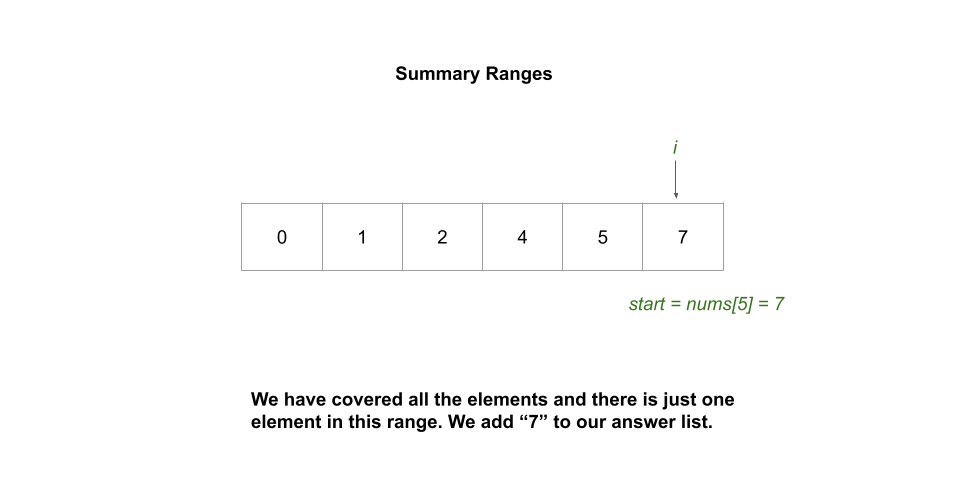 Summary Ranges
i
0 1 2 4 5 7
start = nums[5] = 7
We have covered all the elements and there is just one
element in this range. We add “7” to our answer list.